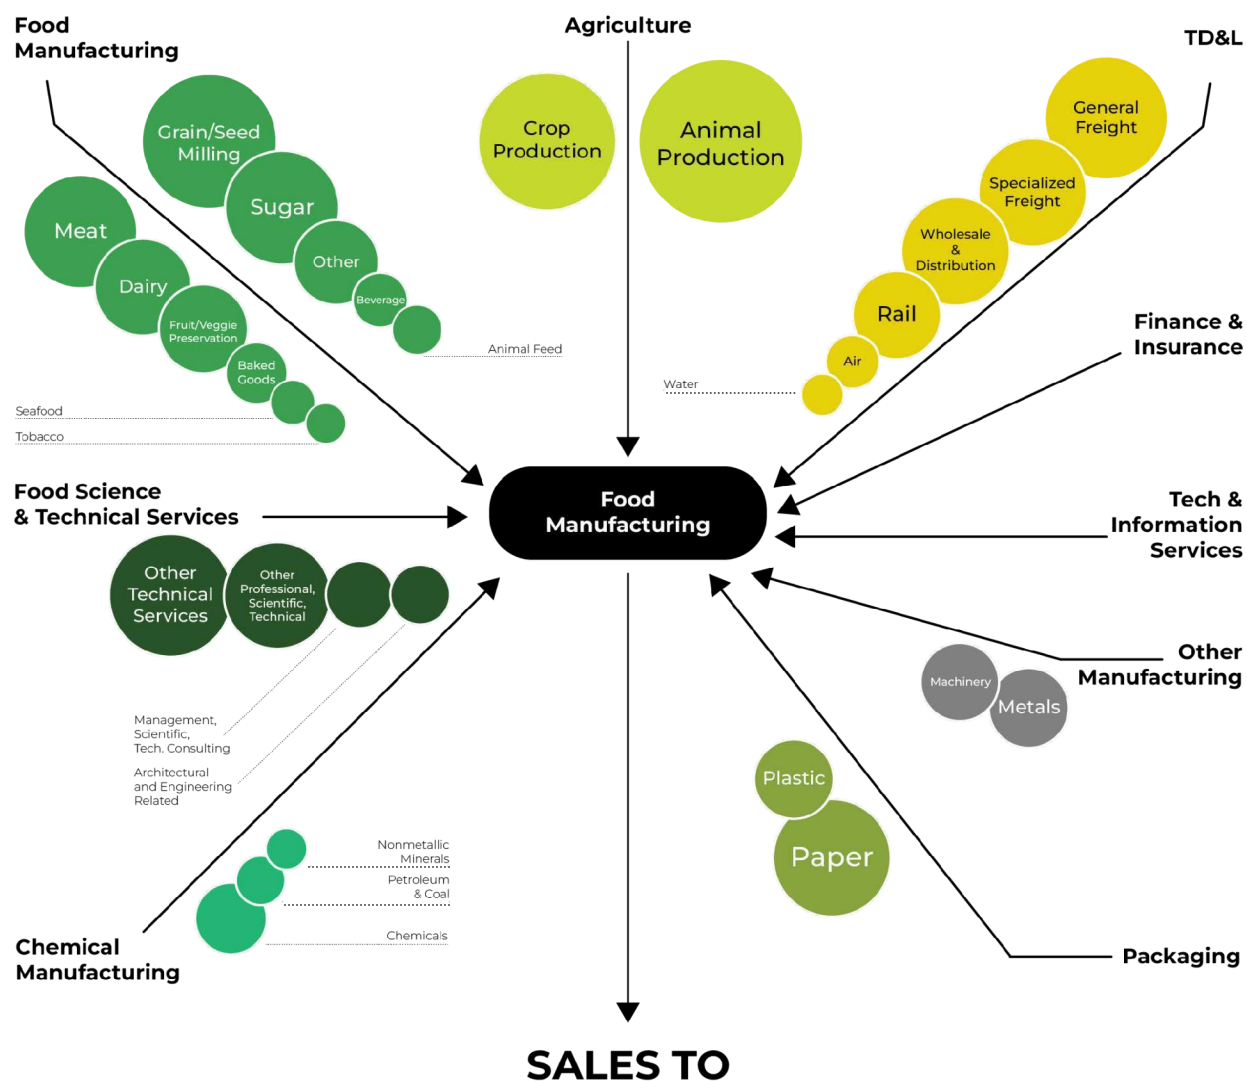 Food
Manufacturing
Agriculture
TD&L
Grain/Seed
Milling
Sugar
Other
Beverage
Animal Feed
Meat
Dairy
Fruit/Veggie
Preservation
Baked
Goods
Seafood
Tobacco
Crop
Production
Animal
Production
General
Freight
Specialized
Freight
Wholesale
&
Distribution
Rail
Air
Water
Finance &
Insurance
Food Science
& Technical Services
Food
Manufacturing
Tech &
Information
Services
Other
Technical
Services
Other
Professional,
Scientific,
Technical
Management,
Scientific,
Tech. Consulting
Architectural
and Engineering
Related
Other
Manufacturing
Machinery
Metals
Plastic
Paper
Packaging
Nonmetallic
Minerals
Petroleum
& Coal
Chemicals
Chemical
Manufacturing
SALES TO